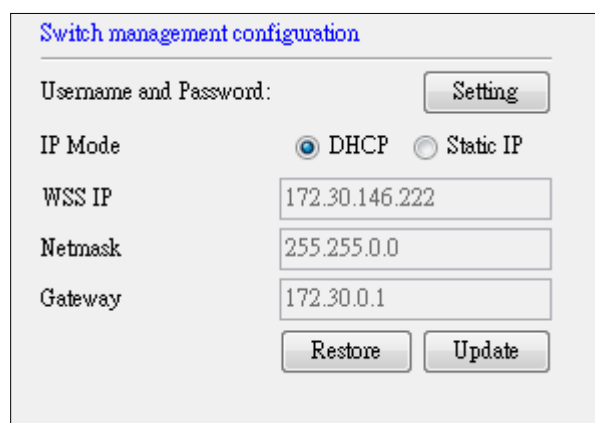 Switch management configuration
Username and Password: Setting
IP Mode DHCP Static IP
WSS IP 172.30.146.222
Netmask 255.255.0.0
Gateway 172.30.0.1
Restore Update